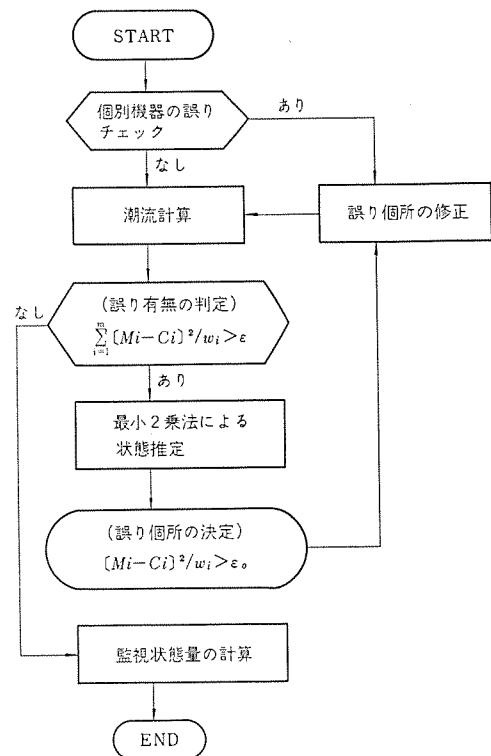 START
個別機器の誤り
チェック
あり
なし
潮流計算
誤り個所の修正
なし
(誤り有無の判定)
m
Σ〔Mi−Ci〕²/wi>ε
i=1
あり
最小2乗法による
状態推定
(誤り個所の決定)
〔Mi−Ci〕²/wi>ε。
監視状態量の計算
END